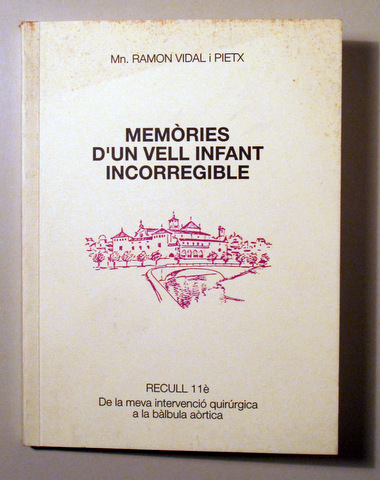 Mn. RAMON VIDAL i PIETX
MEMÒRIES
D'UN VELL INFANT
INCORREGIBLE
RECULL 11è
De la meva intervenció quirúrgica
a la bàlbula aòrtica